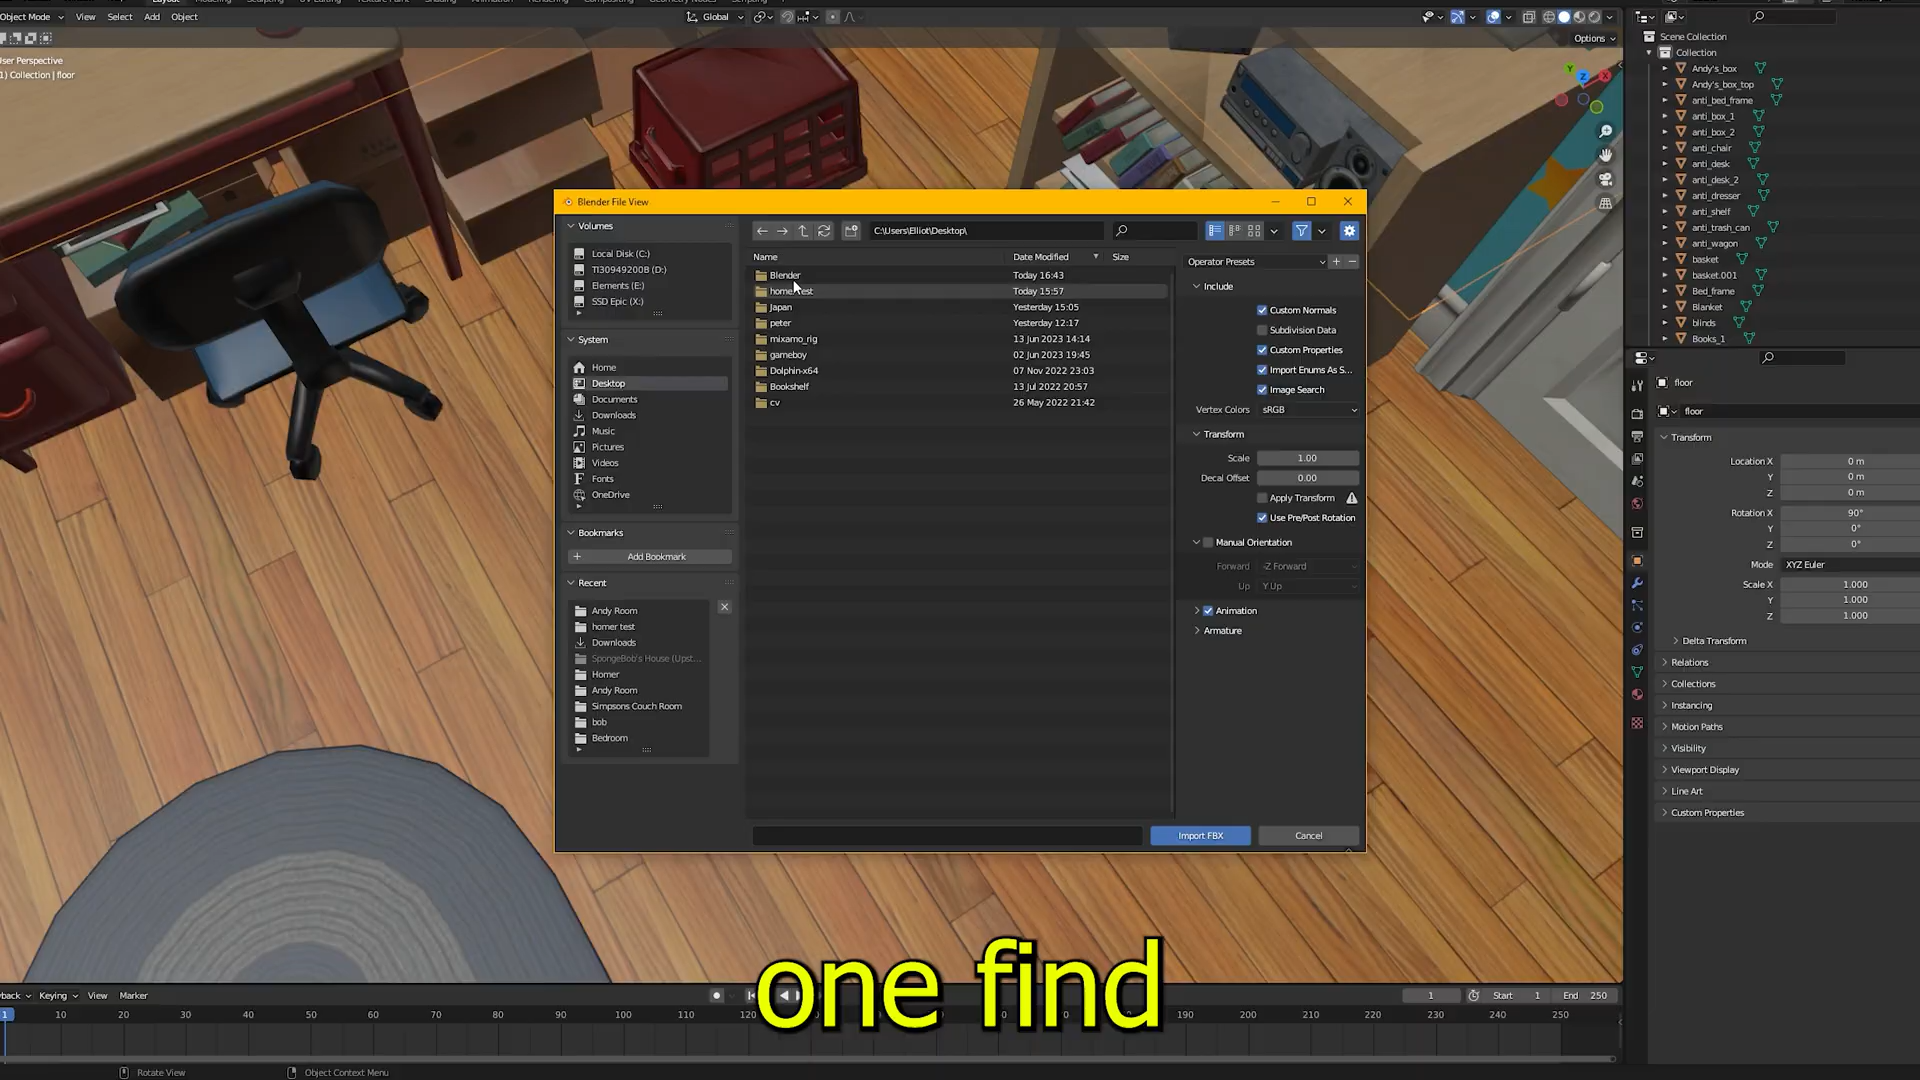 Object Mode View Select Add Object Global
Options
User Perspective
(1) Collection | floor
Scene Collection
Collection
Andy's_box
Andy's_box_top
anti_bed_frame
anti_box_1
anti_box_2
anti_chair
anti_desk
anti_desk_2
anti_dresser
anti_shelf
anti_trash_can
anti_wagon
basket
basket.001
Bed_frame
Blanket
blinds
Books_1
Blender File View
Volumes
Local Disk (C:)
TI30949200B (D:)
Elements (E:)
SSD Epic (X:)
System
Home
Desktop
Documents
Downloads
Music
Pictures
Videos
Fonts
OneDrive
Bookmarks
Add Bookmark
Recent
Andy Room
homer test
Downloads
SpongeBob's House (Upst...
Homer
Andy Room
Simpsons Couch Room
bob
Bedroom
C:\Users\Elliot\Desktop\
Name Date Modified Size
Blender Today 16:43
homer test Today 15:57
Japan Yesterday 15:05
peter Yesterday 12:17
mixamo_rig 13 Jun 2023 14:14
gameboy 02 Jun 2023 19:45
Dolphin-x64 07 Nov 2022 23:03
Bookshelf 13 Jul 2022 20:57
cv 26 May 2022 21:42
Operator Presets
Include
Custom Normals
Subdivision Data
Custom Properties
Import Enums As S...
Image Search
Vertex Colors sRGB
Transform
Scale 1.00
Decal Offset 0.00
Apply Transform
Use Pre/Post Rotation
Manual Orientation
Forward -Z Forward
Up Y Up
Animation
Armature
Import FBX Cancel
floor
floor
Transform
Location X 0 m
Y 0 m
Z 0 m
Rotation X 90°
Y 0°
Z 0°
Mode XYZ Euler
Scale X 1.000
Y 1.000
Z 1.000
Delta Transform
Relations
Collections
Instancing
Motion Paths
Visibility
Viewport Display
Line Art
Custom Properties
one find
Keying View Marker
1 Start 1 End 250
1 10 20 30 40 50 60 70 80 90 100 110 120 190 200 210 220 230 240 250
Rotate View Object Context Menu